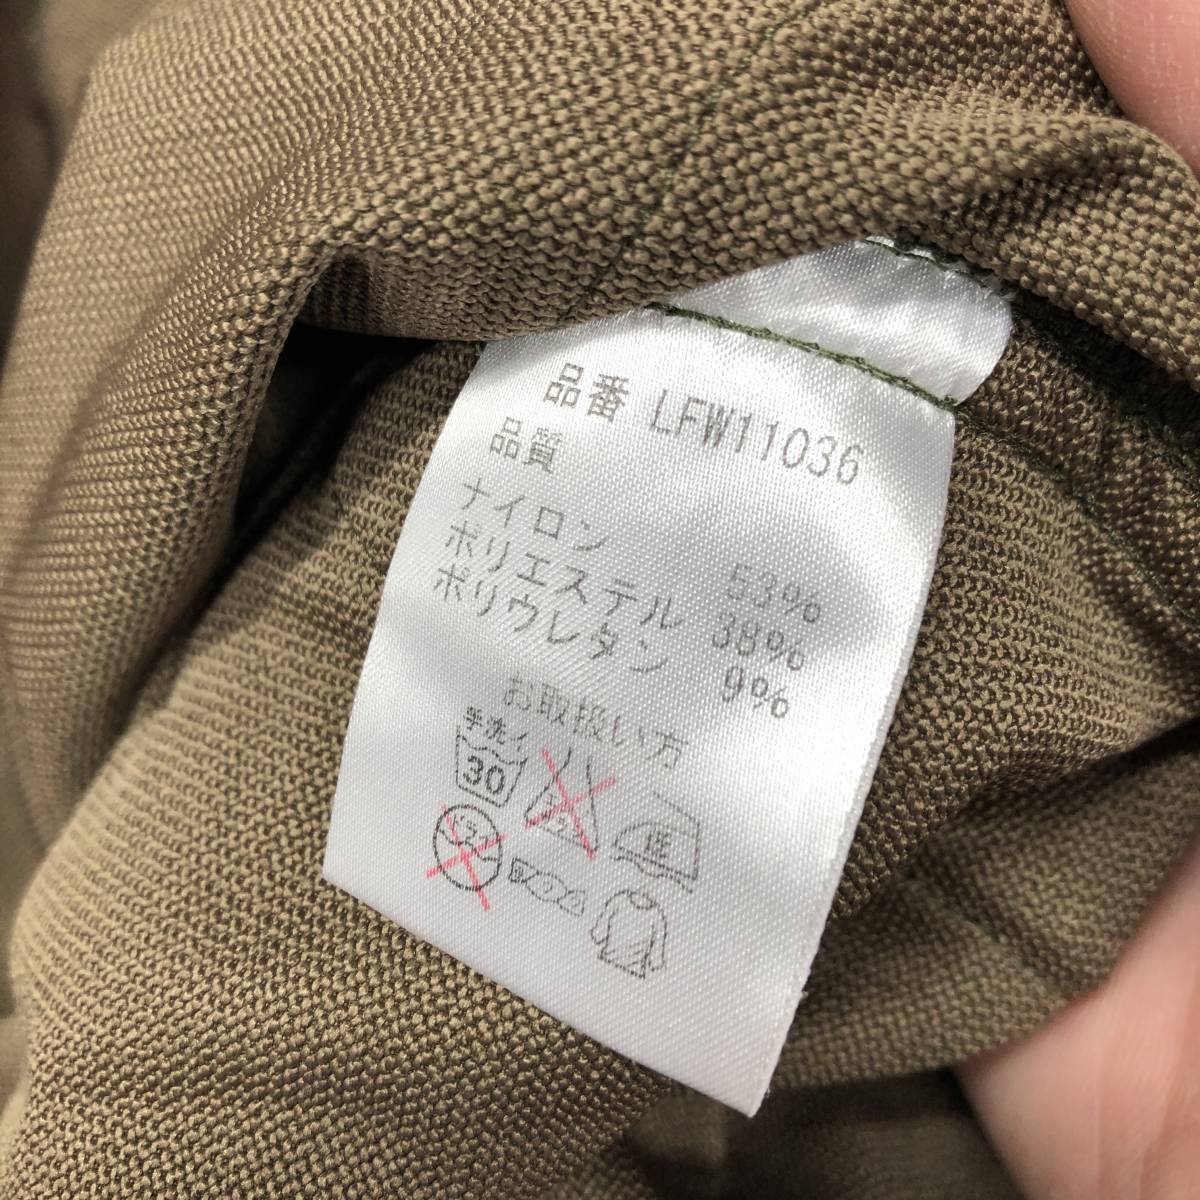 品番 LFW11036
品質
ナイロン 53%
ポリエステル 38%
ポリウレタン 9%
お取扱い方
手洗イ
30
低